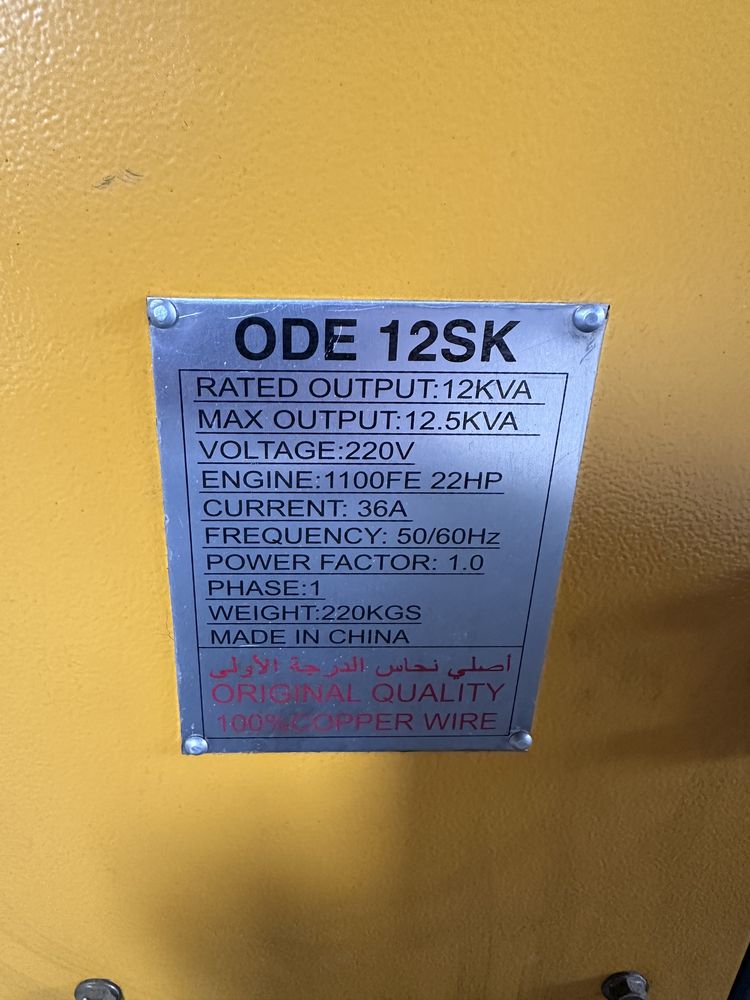 ODE 12SK
RATED OUTPUT:12KVA
MAX OUTPUT:12.5KVA
VOLTAGE:220V
ENGINE:1100FE 22HP
CURRENT: 36A
FREQUENCY: 50/60Hz
POWER FACTOR: 1.0
PHASE:1
WEIGHT:220KGS
MADE IN CHINA
أصلي نحاس الدرجة الأولى
ORIGINAL QUALITY
100%COPPER WIRE